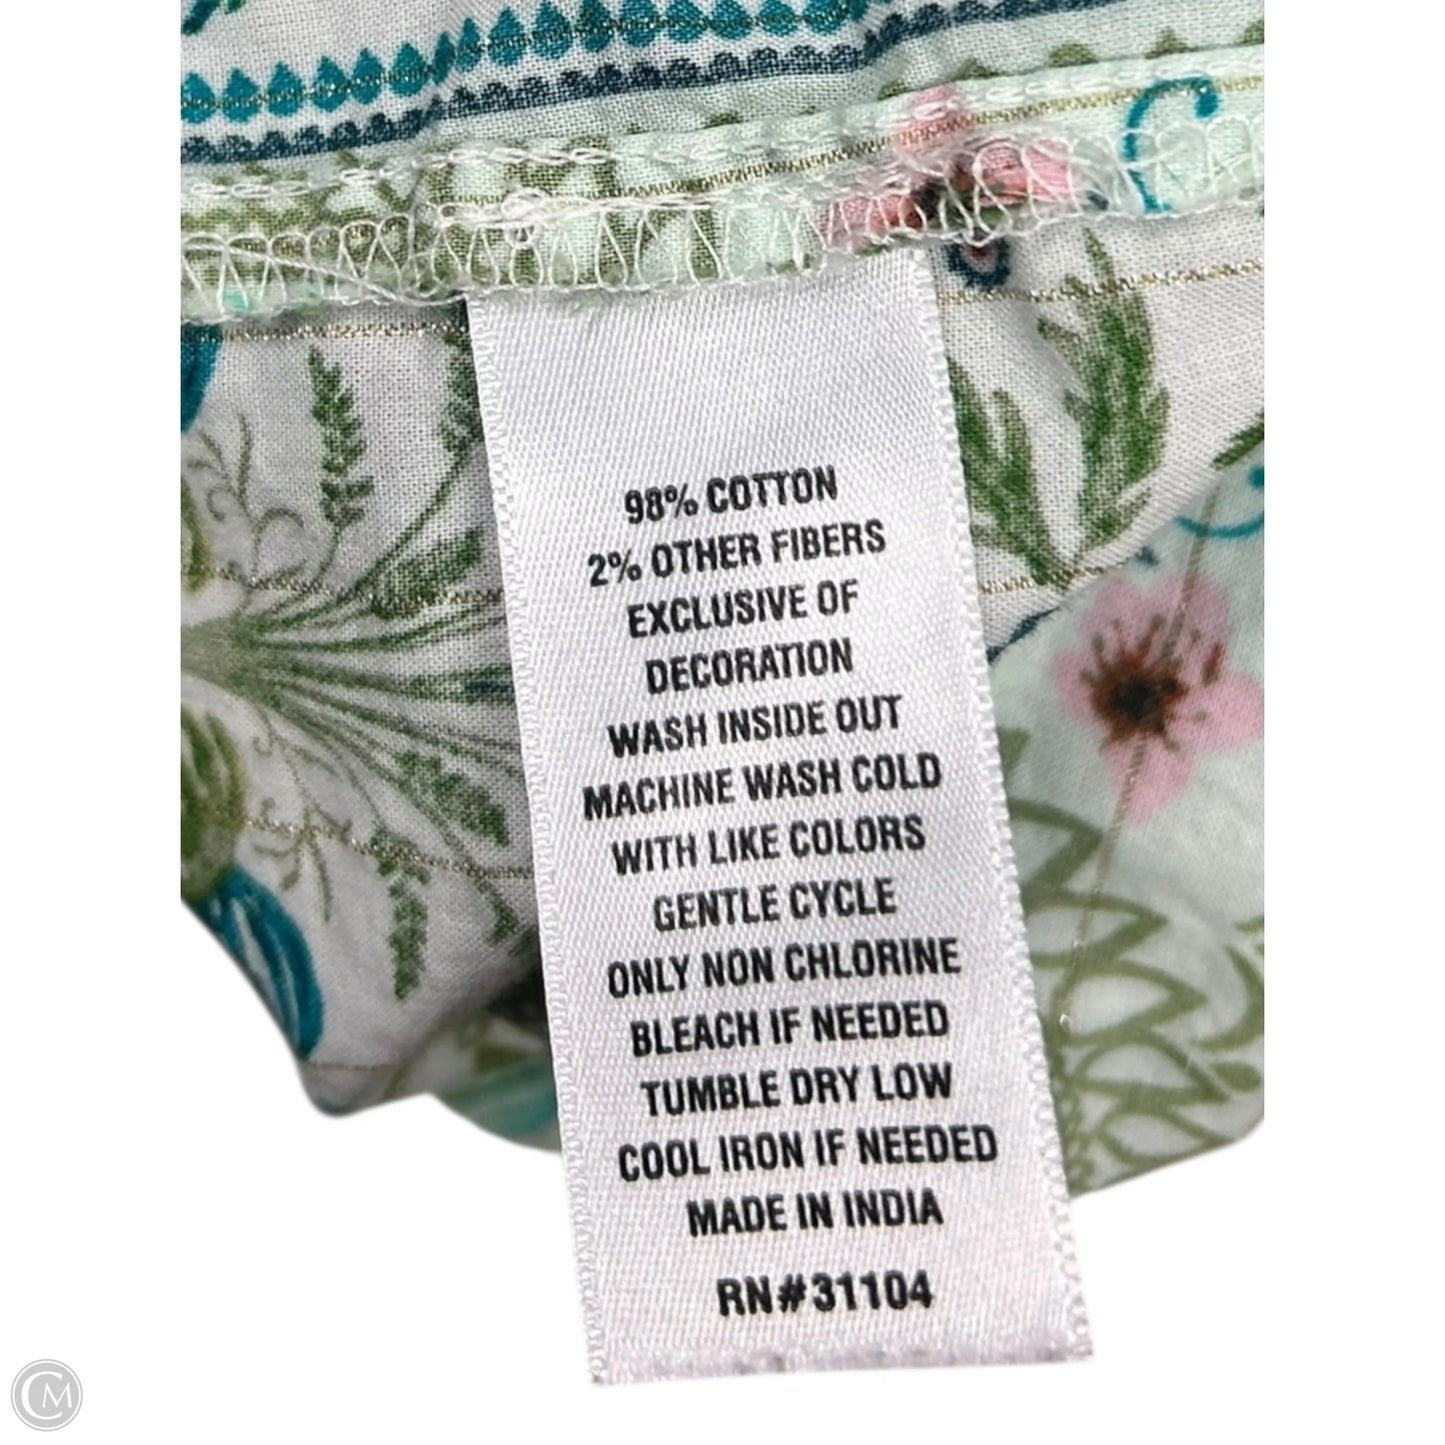 98% COTTON
2% OTHER FIBERS
EXCLUSIVE OF
DECORATION
WASH INSIDE OUT
MACHINE WASH COLD
WITH LIKE COLORS
GENTLE CYCLE
ONLY NON CHLORINE
BLEACH IF NEEDED
TUMBLE DRY LOW
COOL IRON IF NEEDED
MADE IN INDIA
RN#31104
CM